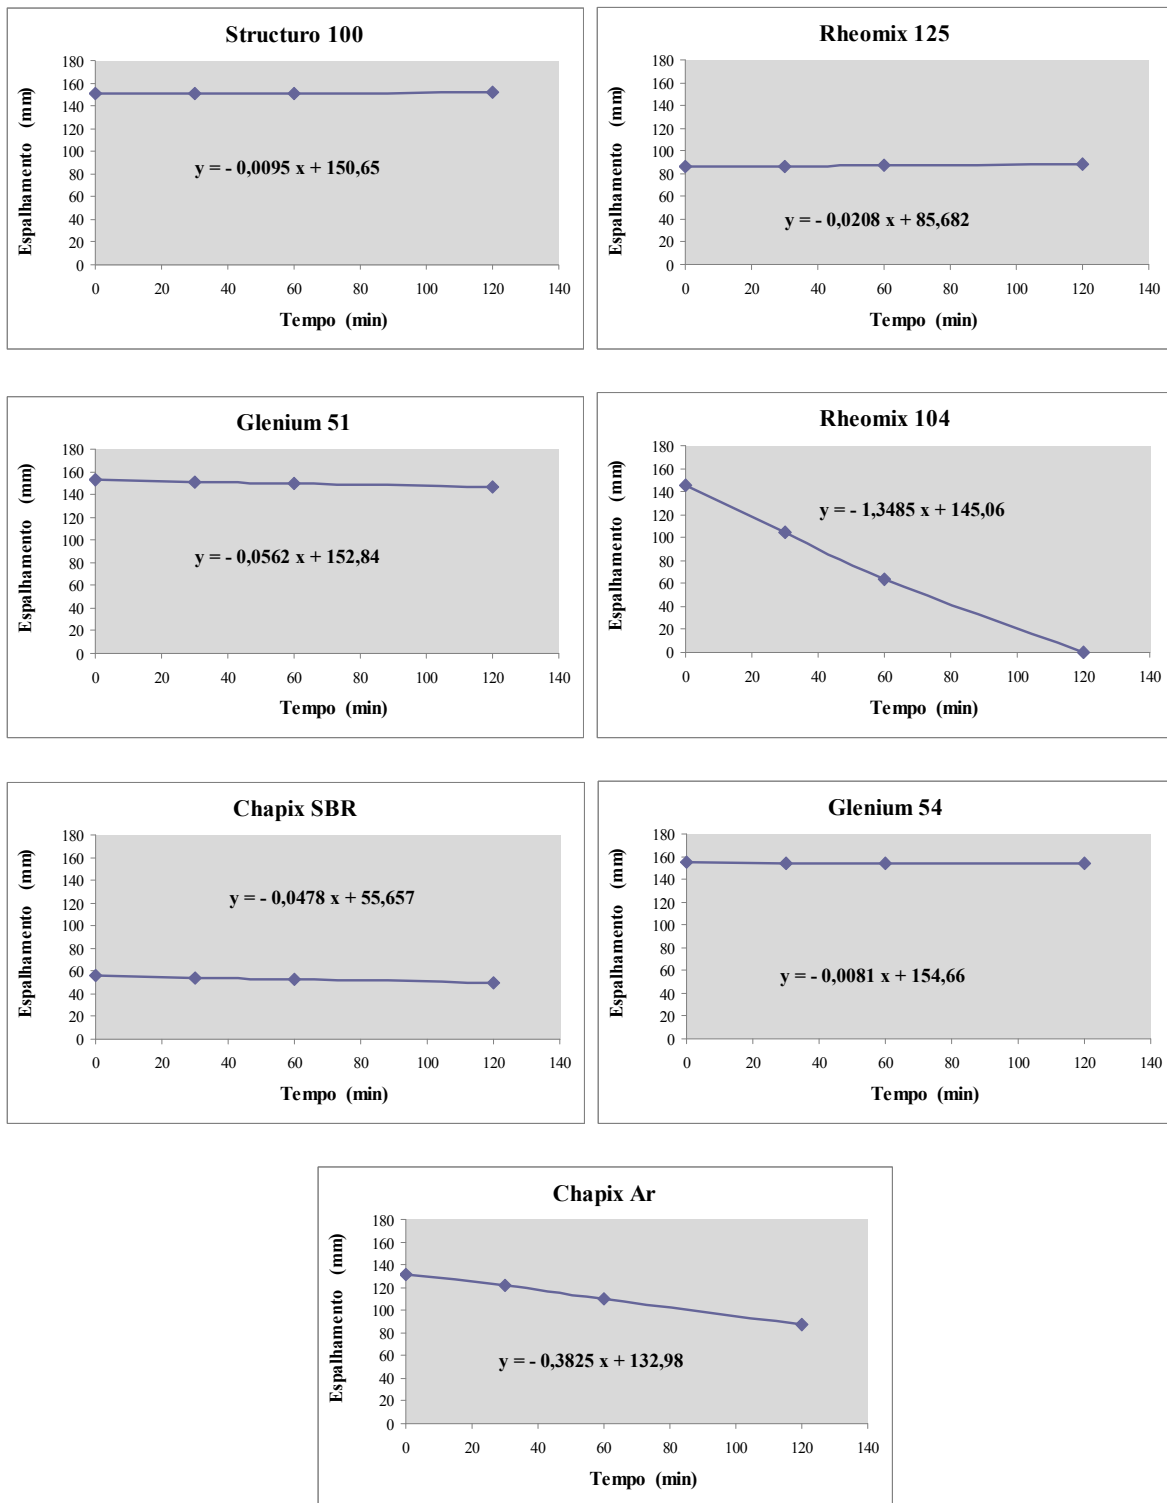 Structuro 100
Espalhamento (mm)
180
160
140
120
100
80
60
40
20
0
y = - 0,0095 x + 150,65
0 20 40 60 80 100 120 140
Tempo (min)
Rheomix 125
Espalhamento (mm)
180
160
140
120
100
80
60
40
20
0
y = - 0,0208 x + 85,682
0 20 40 60 80 100 120 140
Tempo (min)
Glenium 51
Espalhamento (mm)
180
160
140
120
100
80
60
40
20
0
y = - 0,0562 x + 152,84
0 20 40 60 80 100 120 140
Tempo (min)
Rheomix 104
Espalhamento (mm)
180
160
140
120
100
80
60
40
20
0
y = - 1,3485 x + 145,06
0 20 40 60 80 100 120 140
Tempo (min)
Chapix SBR
Espalhamento (mm)
180
160
140
120
100
80
60
40
20
0
y = - 0,0478 x + 55,657
0 20 40 60 80 100 120 140
Tempo (min)
Glenium 54
Espalhamento (mm)
180
160
140
120
100
80
60
40
20
0
y = - 0,0081 x + 154,66
0 20 40 60 80 100 120 140
Tempo (min)
Chapix Ar
Espalhamento (mm)
180
160
140
120
100
80
60
40
20
0
y = - 0,3825 x + 132,98
0 20 40 60 80 100 120 140
Tempo (min)